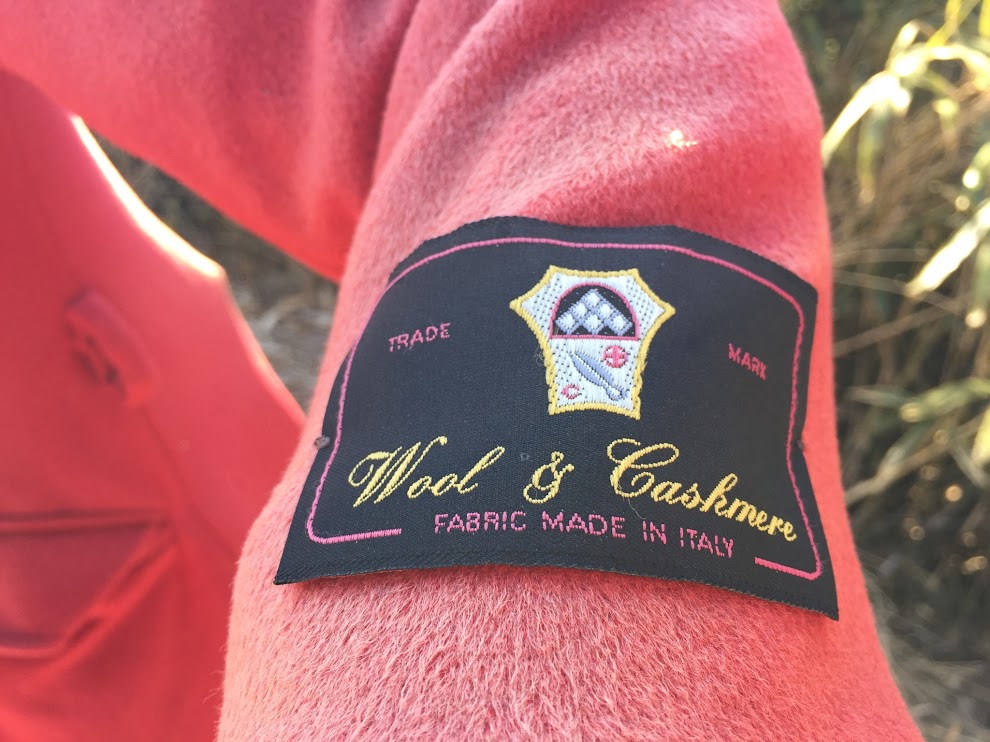 TRADE MARK
Wool & Cashmere
FABRIC MADE IN ITALY